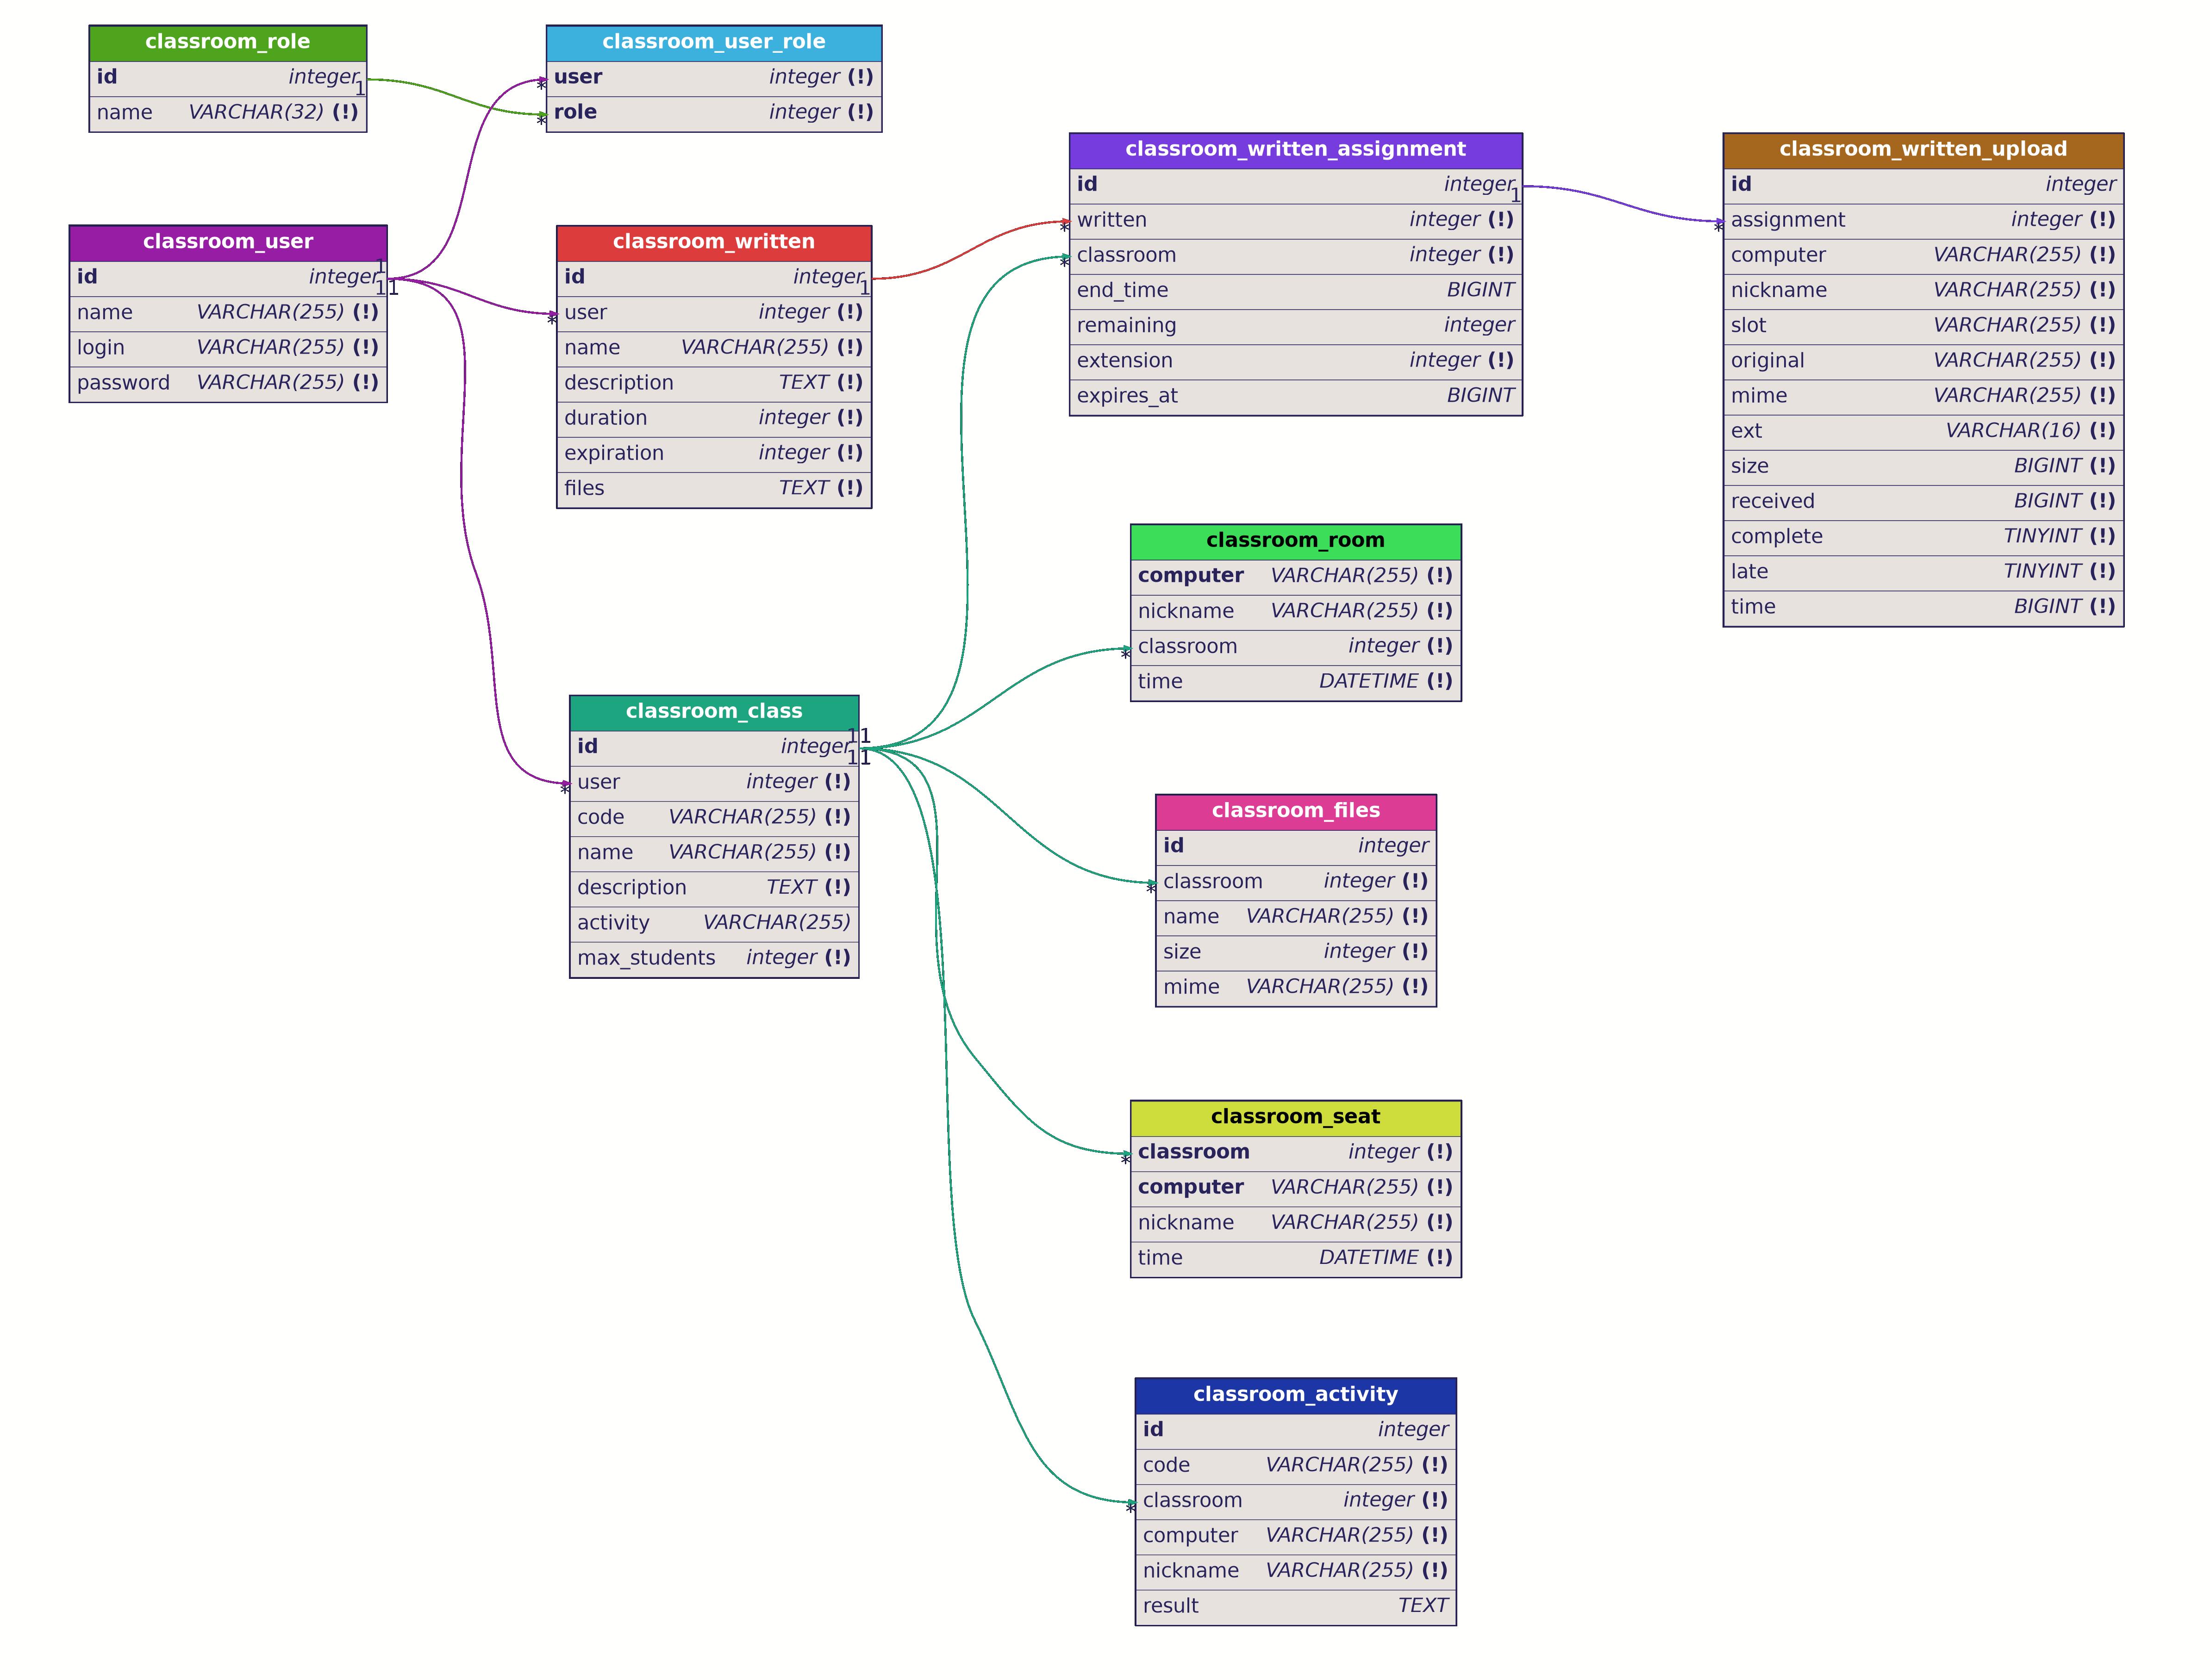 classroom_role
id integer
name VARCHAR(32) (!)
1
classroom_user_role
user integer (!)
role integer (!)
*
*
classroom_user
id integer
name VARCHAR(255) (!)
login VARCHAR(255) (!)
password VARCHAR(255) (!)
1
11
classroom_written
id integer
user integer (!)
name VARCHAR(255) (!)
description TEXT (!)
duration integer (!)
expiration integer (!)
files TEXT (!)
1
*
classroom_written_assignment
id integer
written integer (!)
classroom integer (!)
end_time BIGINT
remaining integer
extension integer (!)
expires_at BIGINT
1
*
*
classroom_written_upload
id integer
assignment integer (!)
computer VARCHAR(255) (!)
nickname VARCHAR(255) (!)
slot VARCHAR(255) (!)
original VARCHAR(255) (!)
mime VARCHAR(255) (!)
ext VARCHAR(16) (!)
size BIGINT (!)
received BIGINT (!)
complete TINYINT (!)
late TINYINT (!)
time BIGINT (!)
*
classroom_room
computer VARCHAR(255) (!)
nickname VARCHAR(255) (!)
classroom integer (!)
time DATETIME (!)
*
classroom_class
id integer
user integer (!)
code VARCHAR(255) (!)
name VARCHAR(255) (!)
description TEXT (!)
activity VARCHAR(255)
max_students integer (!)
11
11
*
classroom_files
id integer
classroom integer (!)
name VARCHAR(255) (!)
size integer (!)
mime VARCHAR(255) (!)
*
classroom_seat
classroom integer (!)
computer VARCHAR(255) (!)
nickname VARCHAR(255) (!)
time DATETIME (!)
*
classroom_activity
id integer
code VARCHAR(255) (!)
classroom integer (!)
computer VARCHAR(255) (!)
nickname VARCHAR(255) (!)
result TEXT
*